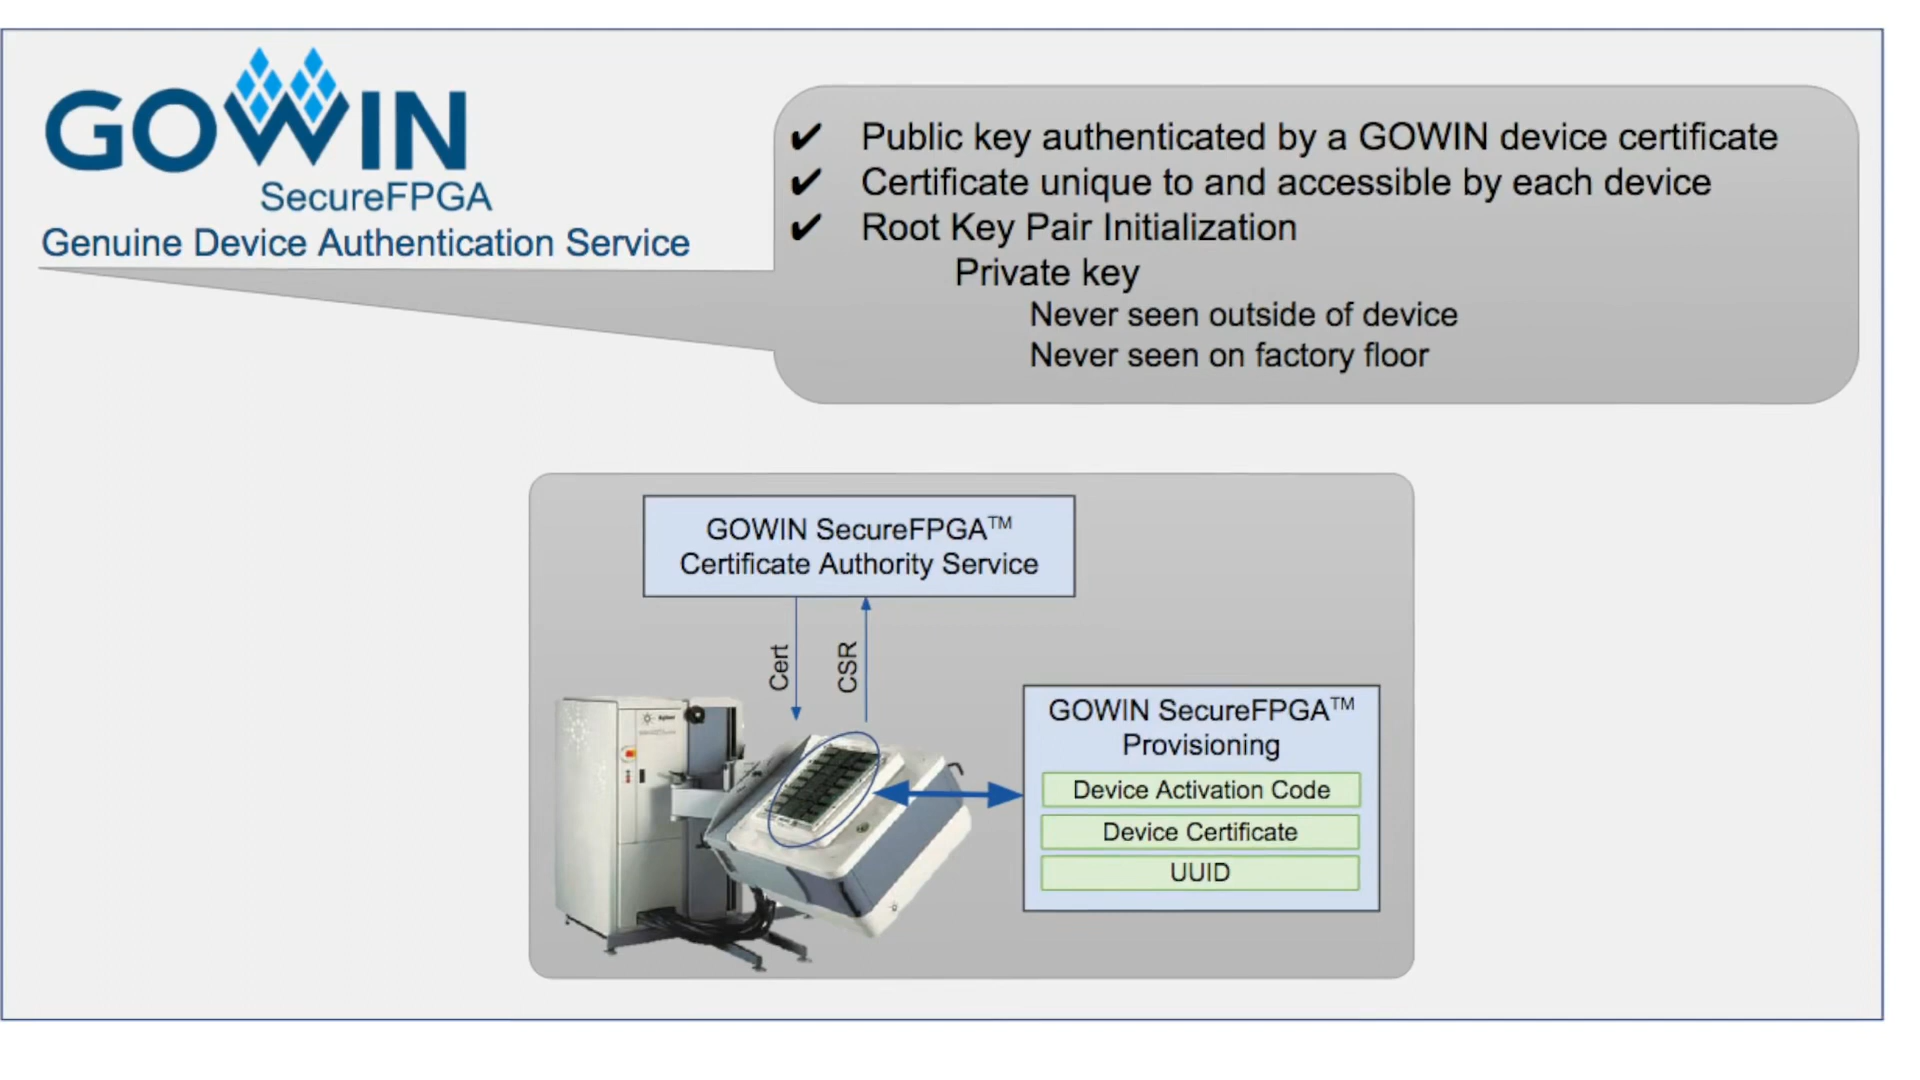 GOWIN
SecureFPGA
Genuine Device Authentication Service
✔ Public key authenticated by a GOWIN device certificate
✔ Certificate unique to and accessible by each device
✔ Root Key Pair Initialization
Private key
Never seen outside of device
Never seen on factory floor
GOWIN SecureFPGA™
Certificate Authority Service
Cert
CSR
GOWIN SecureFPGA™
Provisioning
Device Activation Code
Device Certificate
UUID